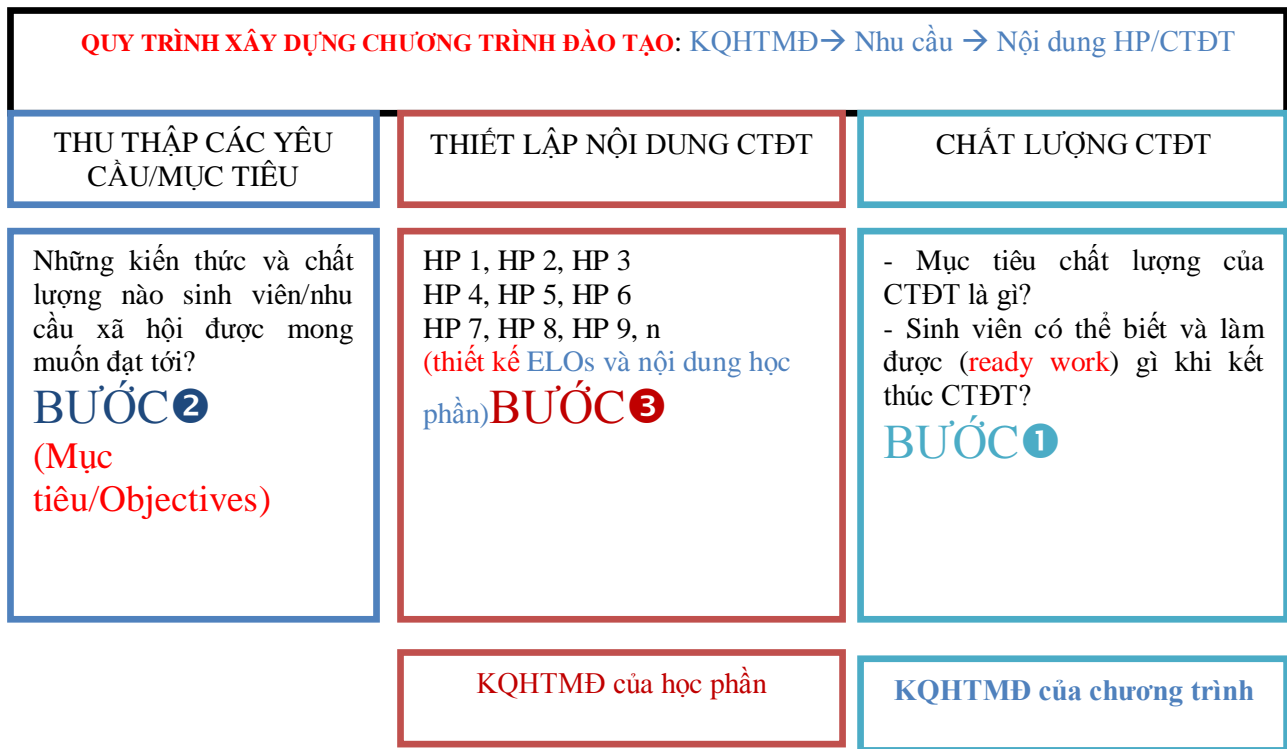 QUY TRÌNH XÂY DỰNG CHƯƠNG TRÌNH ĐÀO TẠO: KQHTMĐ→ Nhu cầu → Nội dung HP/CTĐT
THU THẬP CÁC YÊU
CẦU/MỤC TIÊU
THIẾT LẬP NỘI DUNG CTĐT
CHẤT LƯỢNG CTĐT
Những kiến thức và chất
lượng nào sinh viên/nhu
cầu xã hội được mong
muốn đạt tới?
BƯỚC❷
(Mục
tiêu/Objectives)
HP 1, HP 2, HP 3
HP 4, HP 5, HP 6
HP 7, HP 8, HP 9, n
(thiết kế ELOs và nội dung học
phần)BƯỚC❸
- Mục tiêu chất lượng của
CTĐT là gì?
- Sinh viên có thể biết và làm
được (ready work) gì khi kết
thúc CTĐT?
BƯỚC❶
KQHTMĐ của học phần
KQHTMĐ của chương trình